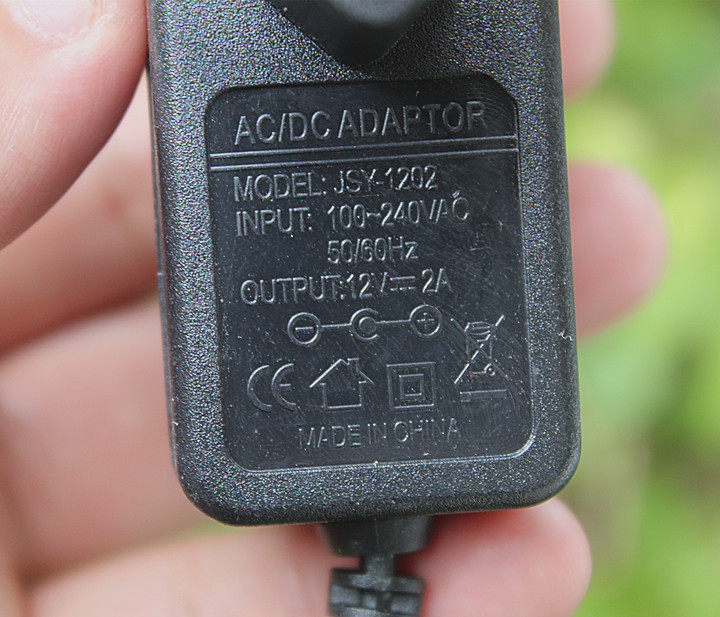 AC/DC ADAPTOR
MODEL: JSY-1202
INPUT: 100~240VAC
50/60Hz
OUTPUT:12V⎓2A
CE
MADE IN CHINA